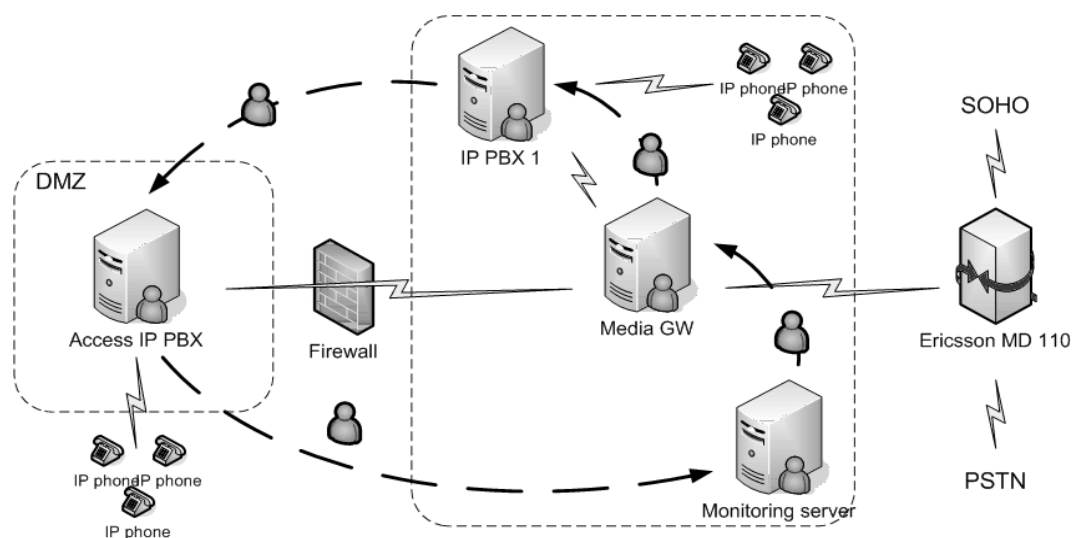 IP phone IP phone
IP phone
SOHO
IP PBX 1
DMZ
Access IP PBX
Firewall
Media GW
Ericsson MD 110
IP phone IP phone
IP phone
Monitoring server
PSTN